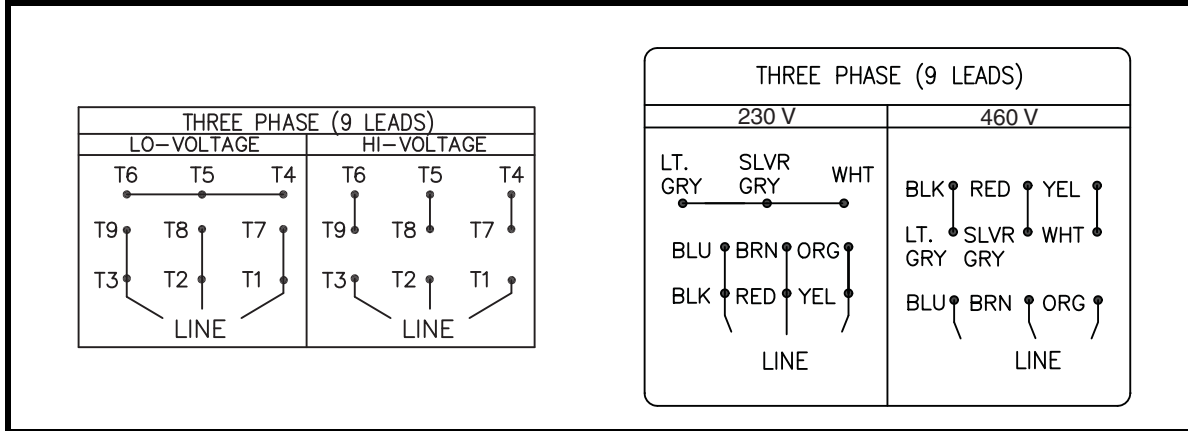 THREE PHASE (9 LEADS)
LO-VOLTAGE HI-VOLTAGE
T6 T5 T4 T6 T5 T4
T9 T8 T7 T9 T8 T7
T3 T2 T1 T3 T2 T1
LINE LINE
THREE PHASE (9 LEADS)
230 V 460 V
LT. SLVR WHT
GRY GRY
BLU BRN ORG
BLK RED YEL
LINE
BLK RED YEL
LT. SLVR WHT
GRY GRY
BLU BRN ORG
LINE